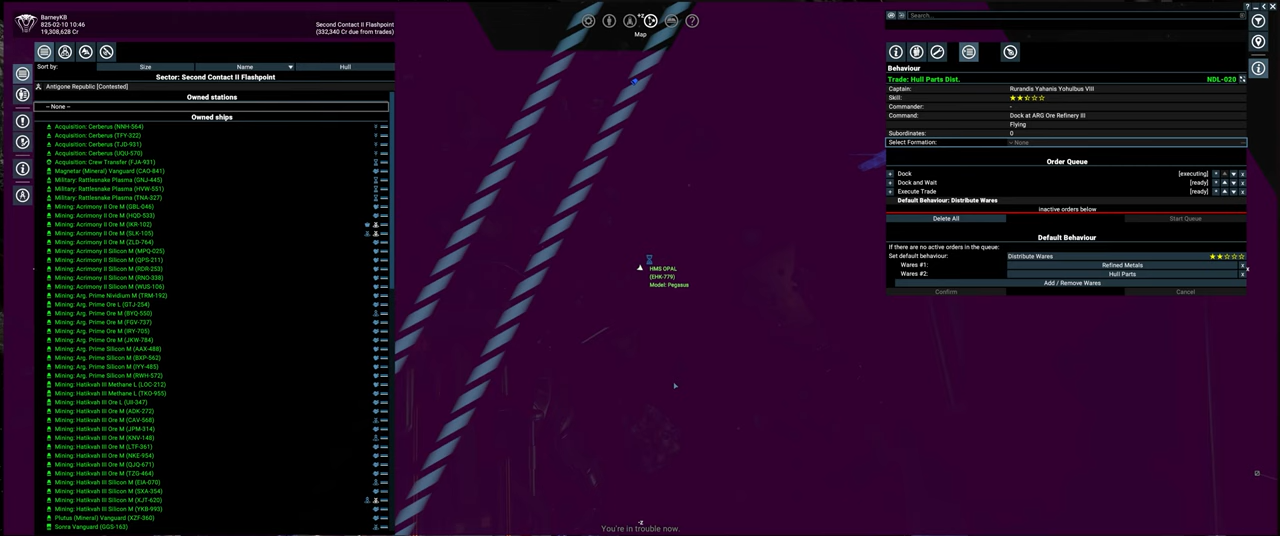 BarneyKB
825-02-10 10:46
19,308,628 Cr
Second Contact II Flashpoint
(332,340 Cr due from trades)
Sort by:
Size
Name
Hull
Sector: Second Contact II Flashpoint
Antigone Republic [Contested]
Owned stations
-- None --
Owned ships
Acquisition: Cerberus (NNH-564)
Acquisition: Cerberus (TFY-322)
Acquisition: Cerberus (TJD-931)
Acquisition: Cerberus (UQU-570)
Acquisition: Crew Transfer (FJA-931)
Magnetar (Mineral) Vanguard (CAO-841)
Military: Rattlesnake Plasma (GNJ-445)
Military: Rattlesnake Plasma (HVW-551)
Military: Rattlesnake Plasma (TNA-327)
Mining: Acrimony II Ore M (GBL-046)
Mining: Acrimony II Ore M (HQD-533)
Mining: Acrimony II Ore M (IKR-102)
Mining: Acrimony II Ore M (SLK-105)
Mining: Acrimony II Ore M (ZLD-764)
Mining: Acrimony II Silicon M (MPQ-025)
Mining: Acrimony II Silicon M (QPS-211)
Mining: Acrimony II Silicon M (RDR-253)
Mining: Acrimony II Silicon M (RNO-338)
Mining: Acrimony II Silicon M (WUS-106)
Mining: Arg. Prime Nividium M (TRM-192)
Mining: Arg. Prime Ore L (GTJ-254)
Mining: Arg. Prime Ore M (BYQ-550)
Mining: Arg. Prime Ore M (FGV-737)
Mining: Arg. Prime Ore M (IRY-705)
Mining: Arg. Prime Ore M (JKW-784)
Mining: Arg. Prime Silicon M (AAX-488)
Mining: Arg. Prime Silicon M (BXP-562)
Mining: Arg. Prime Silicon M (IYY-485)
Mining: Arg. Prime Silicon M (RWH-572)
Mining: Hatikvah III Methane L (LOC-212)
Mining: Hatikvah III Methane L (TKO-955)
Mining: Hatikvah III Ore L (IJI-347)
Mining: Hatikvah III Ore M (ADK-272)
Mining: Hatikvah III Ore M (CAV-568)
Mining: Hatikvah III Ore M (JPM-314)
Mining: Hatikvah III Ore M (KNV-148)
Mining: Hatikvah III Ore M (LTF-361)
Mining: Hatikvah III Ore M (NKE-954)
Mining: Hatikvah III Ore M (QJQ-671)
Mining: Hatikvah III Ore M (TZG-464)
Mining: Hatikvah III Silicon M (EIA-070)
Mining: Hatikvah III Silicon M (SXA-354)
Mining: Hatikvah III Silicon M (XJT-620)
Mining: Hatikvah III Silicon M (YKB-993)
Plutus (Mineral) Vanguard (XZF-360)
Sonra Vanguard (GGS-163)
+Z
Map
HMS OPAL
(EHK-779)
Model: Pegasus
-Z
You're in trouble now.
Search...
Behaviour
Trade: Hull Parts Dist.
NDL-020
Captain:
Rurandis Yahanis Yohulbus VIII
Skill:
Commander:
-
Command:
Dock at ARG Ore Refinery III
Flying
Subordinates:
0
Select Formation:
None
Order Queue
Dock
[executing]
Dock and Wait
[ready]
Execute Trade
[ready]
Default Behaviour: Distribute Wares
inactive orders below
Delete All
Start Queue
Default Behaviour
If there are no active orders in the queue:
Set default behaviour:
Distribute Wares
Wares #1:
Refined Metals
x
Wares #2:
Hull Parts
x
Add / Remove Wares
Confirm
Cancel